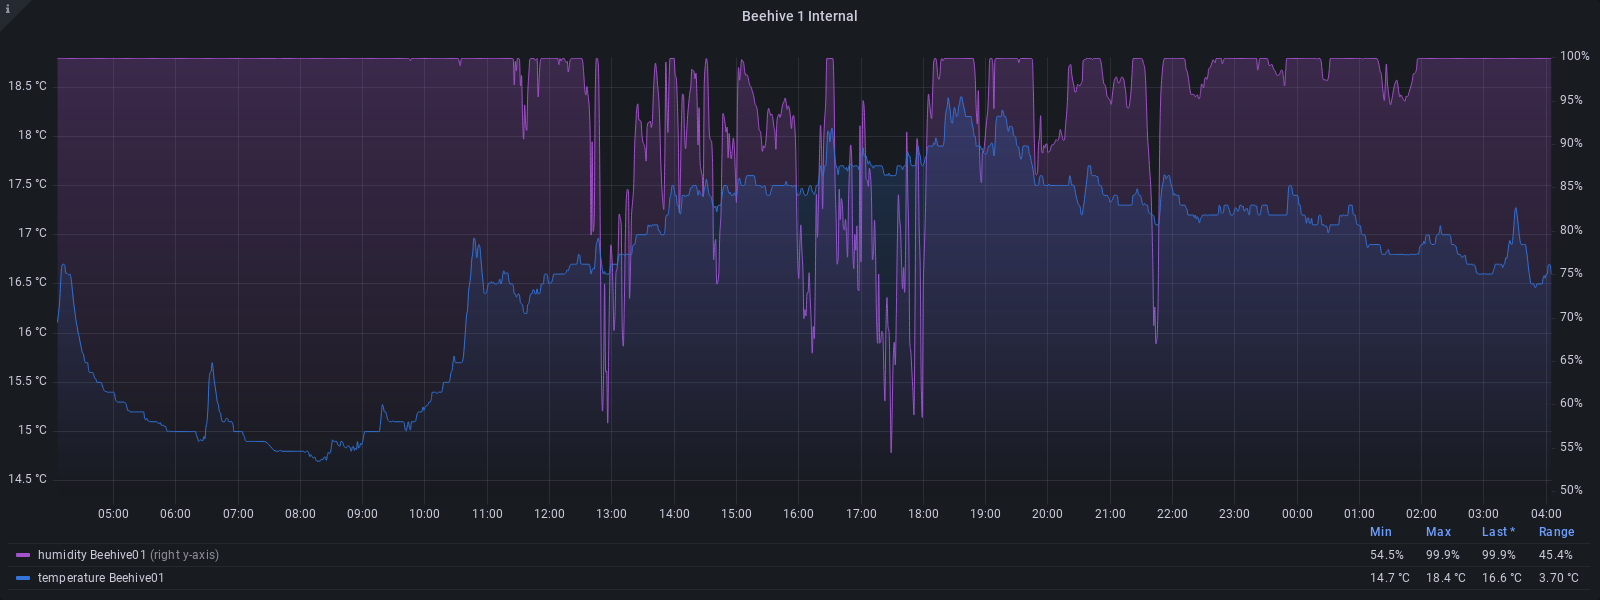 i
Beehive 1 Internal
100%
18.5 °C
95%
18 °C
90%
17.5 °C
85%
17 °C
80%
16.5 °C
75%
16 °C
70%
15.5 °C
65%
60%
15 °C
55%
14.5 °C
50%
05:00 06:00 07:00 08:00 09:00 10:00 11:00 12:00 13:00 14:00 15:00 16:00 17:00 18:00 19:00 20:00 21:00 22:00 23:00 00:00 01:00 02:00 03:00 04:00
Min Max Last * Range
humidity Beehive01 (right y-axis) 54.5% 99.9% 99.9% 45.4%
temperature Beehive01 14.7 °C 18.4 °C 16.6 °C 3.70 °C